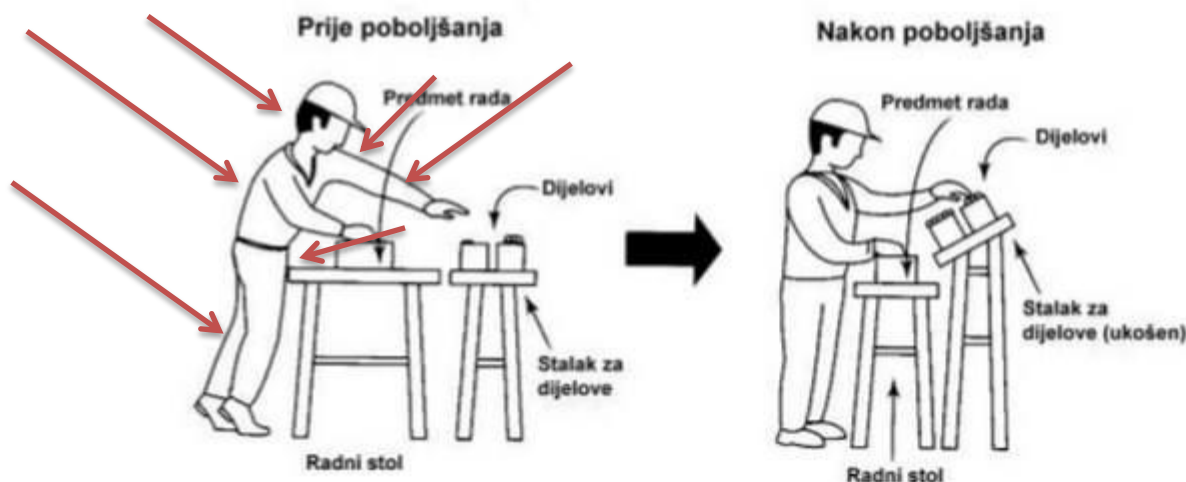 Prije poboljšanja
Predmet rada
Dijelovi
Stalak za
dijelove
Radni stol
Nakon poboljšanja
Predmet rada
Dijelovi
Stalak za
dijelove (ukošen)
Radni stol